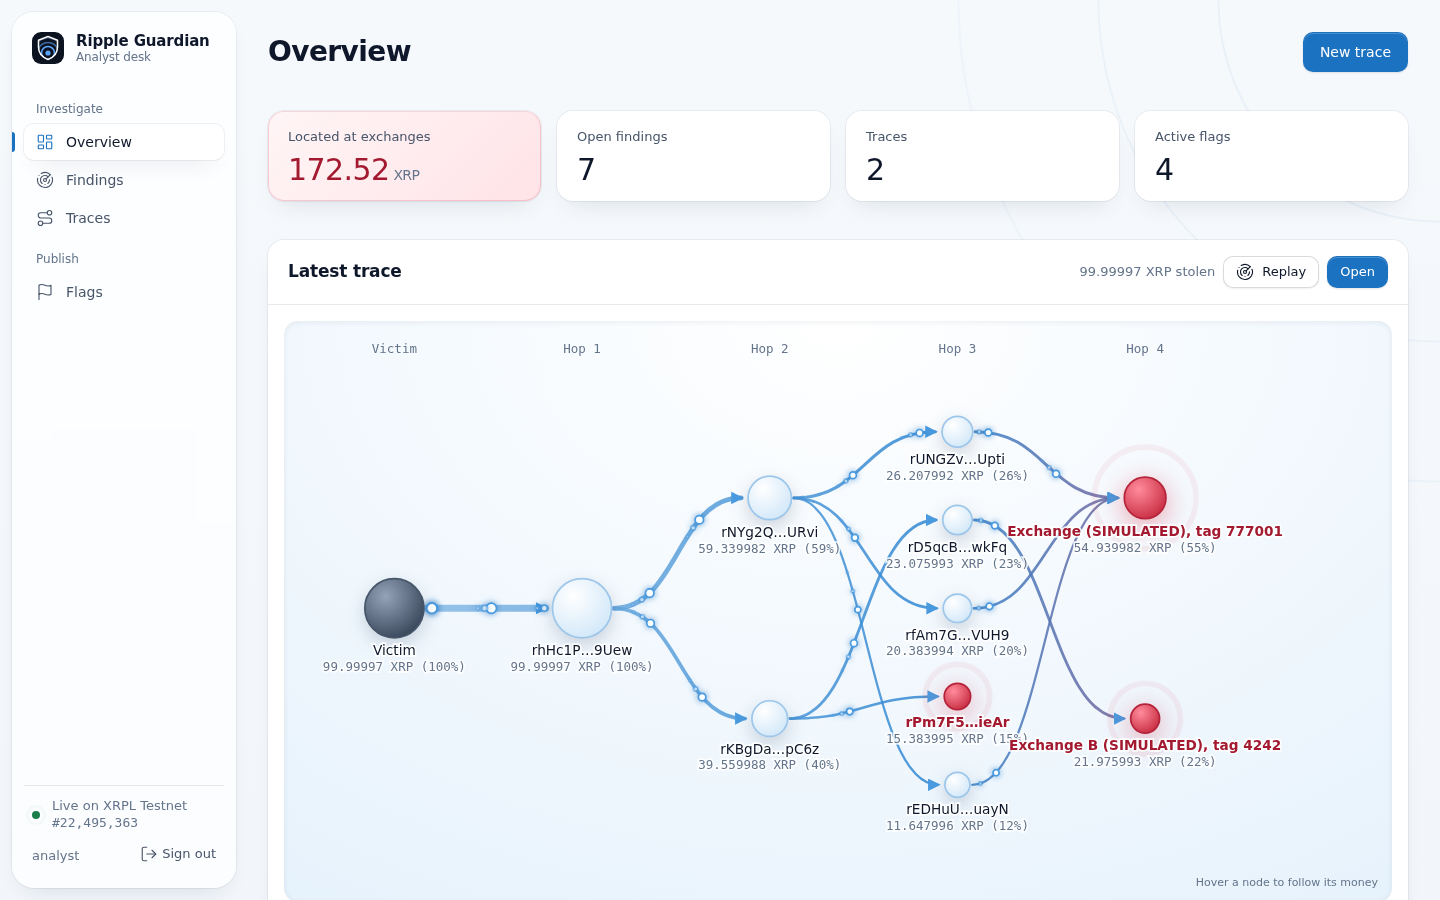 Ripple Guardian
Analyst desk
Investigate
Overview
Findings
Traces
Publish
Flags
Live on XRPL Testnet
#22,495,363
analyst
Sign out
Overview
New trace
Located at exchanges
172.52 XRP
Open findings
7
Traces
2
Active flags
4
Latest trace
99.99997 XRP stolen
Replay
Open
Victim
Hop 1
Hop 2
Hop 3
Hop 4
Victim
99.99997 XRP (100%)
rhHc1P...9Uew
99.99997 XRP (100%)
rNYg2Q...URvi
59.339982 XRP (59%)
rKBgDa...pC6z
39.559988 XRP (40%)
rUNGZv...Upti
26.207992 XRP (26%)
rD5qcB...wkFq
23.075993 XRP (23%)
rfAm7G...VUH9
20.383994 XRP (20%)
rPm7F5...ieAr
15.383995 XRP (15%)
rEDHuU...uayN
11.647996 XRP (12%)
Exchange (SIMULATED), tag 777001
54.939982 XRP (55%)
Exchange B (SIMULATED), tag 4242
21.975993 XRP (22%)
Hover a node to follow its money